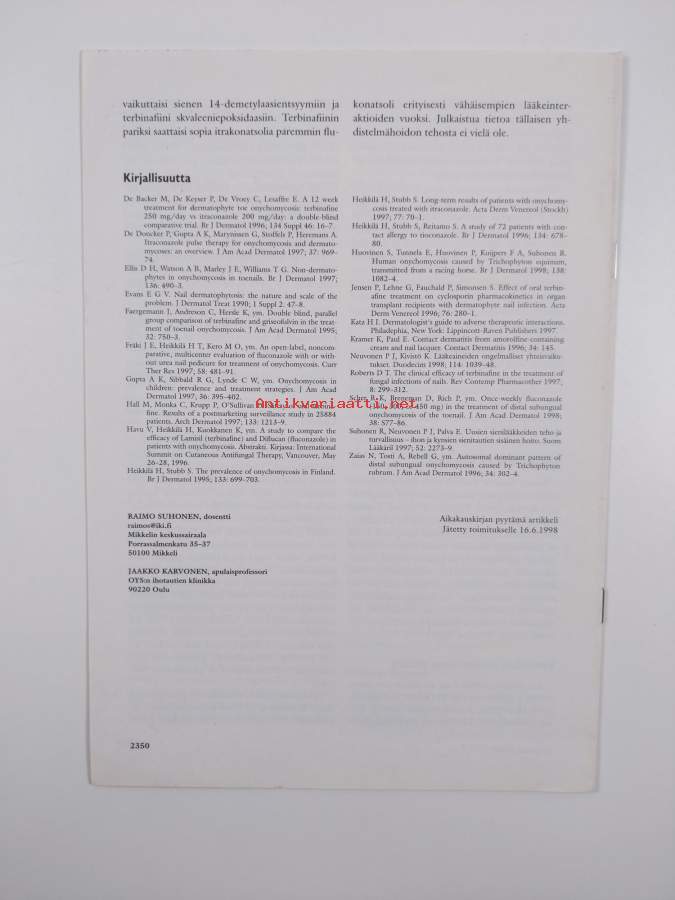 vaikuttaisi sienen 14-demetylaasientsyymiin ja
terbinafiini skvaleeniepoksidaasiin. Terbinafiinin
pariksi saattaisi sopia itrakonatsolia paremmin flu-
konatsoli erityisesti vähäisempien lääkeinter-
aktioiden vuoksi. Julkaistua tietoa tällaisen yh-
distelmähoidon tehosta ei vielä ole.
Kirjallisuutta
De Backer M, De Keyser P, De Vroey C, Lesaffre E. A 12 week
treatment for dermatophyte toe onychomycosis: terbinafine
250 mg/day vs itraconazole 200 mg/day: a double-blind
comparative trial. Br J Dermatol 1996; 134 Suppl 46: 16–7.
De Doncker P, Gupta A K, Marynissen G, Stoffels P, Heremans A.
Itraconazole pulse therapy for onychomycosis and dermato-
mycoses: an overview. J Am Acad Dermatol 1997; 37: 969–
74.
Ellis D H, Watson A B, Marley J E, Williams T G. Non-dermato-
phytes in onychomycosis in toenails. Br J Dermatol 1997;
136: 490–3.
Evans E G V. Nail dermatophytosis: the nature and scale of the
problem. J Dermatol Treat 1990; 1 Suppl 2: 47–8.
Faergemann J, Andreson C, Hersle K, ym. Double blind, parallel
group comparison of terbinafine and griseofulvin in the treat-
ment of toenail onychomycosis. J Am Acad Dermatol 1995;
32: 750–3.
Fräki J E, Heikkilä H T, Kero M O, ym. An open-label, noncom-
parative, multicenter evaluation of fluconazole with or with-
out urea nail pedicure for treatment of onychomycosis. Curr
Ther Res 1997; 58: 481–91.
Gupta A K, Sibbald R G, Lynde C W, ym. Onychomycosis in
children: prevalence and treatment strategies. J Am Acad
Dermatol 1997; 36: 395–402.
Hall M, Monka C, Krupp P, O'Sullivan
fine. Results of a postmarketing surveillance study in 25884
patients. Arch Dermatol 1997; 133: 1213–9.
Havu V, Heikkilä H, Kuokkanen K, ym. A study to compare the
efficacy of Lamisil (terbinafine) and Diflucan (fluconazole) in
patients with onychomycosis. Abstrakti. Kirjassa: International
Summit on Cutaneous Antifungal Therapy, Vancouver, May
26–28, 1996.
Heikkilä H, Stubb S. The prevalence of onychomycosis in Finland.
Br J Dermatol 1995; 133: 699–703.
Heikkilä H, Stubb S. Long-term results of patients with onychomy-
cosis treated with itraconazole. Acta Derm Venereol (Stockh)
1997; 77: 70–1.
Heikkilä H, Stubb S, Reitamo S. A study of 72 patients with con-
tact allergy to tioconazole. Br J Dermatol 1996; 134: 678–
80.
Huovinen S, Tunnela E, Huovinen P, Kuijpers F A, Suhonen R.
Human onychomycosis caused by Trichophyton equinum,
transmitted from a racing horse. Br J Dermatol 1998; 138:
1082–4.
Jensen P, Lehne G, Fauchald P, Simonsen S. Effect of oral terbin-
afine treatment on cyclosporin pharmacokinetics in organ
transplant recipients with dermatophyte nail infection. Acta
Derm Venereol 1996; 76: 280–1.
Katz H I. Dermatologist's guide to adverse therapeutic interactions.
Philadephia, New York: Lippincott–Raven Publishers 1997.
Kramer K, Paul E. Contact dermatitis from amorolfine-containing
cream and nail lacquer. Contact Dermatitis 1996; 34: 145.
Neuvonen P J, Kivistö K. Lääkeaineiden ongelmalliset yhteisvaiku-
tukset. Duodecim 1998; 114: 1039–48.
Roberts D T. The clinical efficacy of terbinafine in the treatment of
fungal infections of nails. Rev Contemp Pharmacother 1997;
8: 299–312.
Scher R K, Breneman D, Rich P, ym. Once-weekly fluconazole
450 mg) in the treatment of distal subungual
onychomycosis of the toenail. J Am Acad Dermatol 1998;
38: S77–86.
Suhonen R, Neuvonen P J, Palva E. Uusien sienilääkkeiden teho ja
turvallisuus – ihon ja kynsien sienitautien sisäinen hoito. Suom
Lääkäril 1997; 52: 2273–9.
Zaias N, Tosti A, Rebell G, ym. Autosomal dominant pattern of
distal subungual onychomycosis caused by Trichophyton
rubrum. J Am Acad Dermatol 1996; 34: 302–4.
Antikvariaatti.net
RAIMO SUHONEN, dosentti
raimos@iki.fi
Mikkelin keskussairaala
Porrassalmenkatu 35–37
50100 Mikkeli
JAAKKO KARVONEN, apulaisprofessori
OYS:n ihotautien klinikka
90220 Oulu
Aikakauskirjan pyytämä artikkeli
Jätetty toimitukselle 16.6.1998
2350